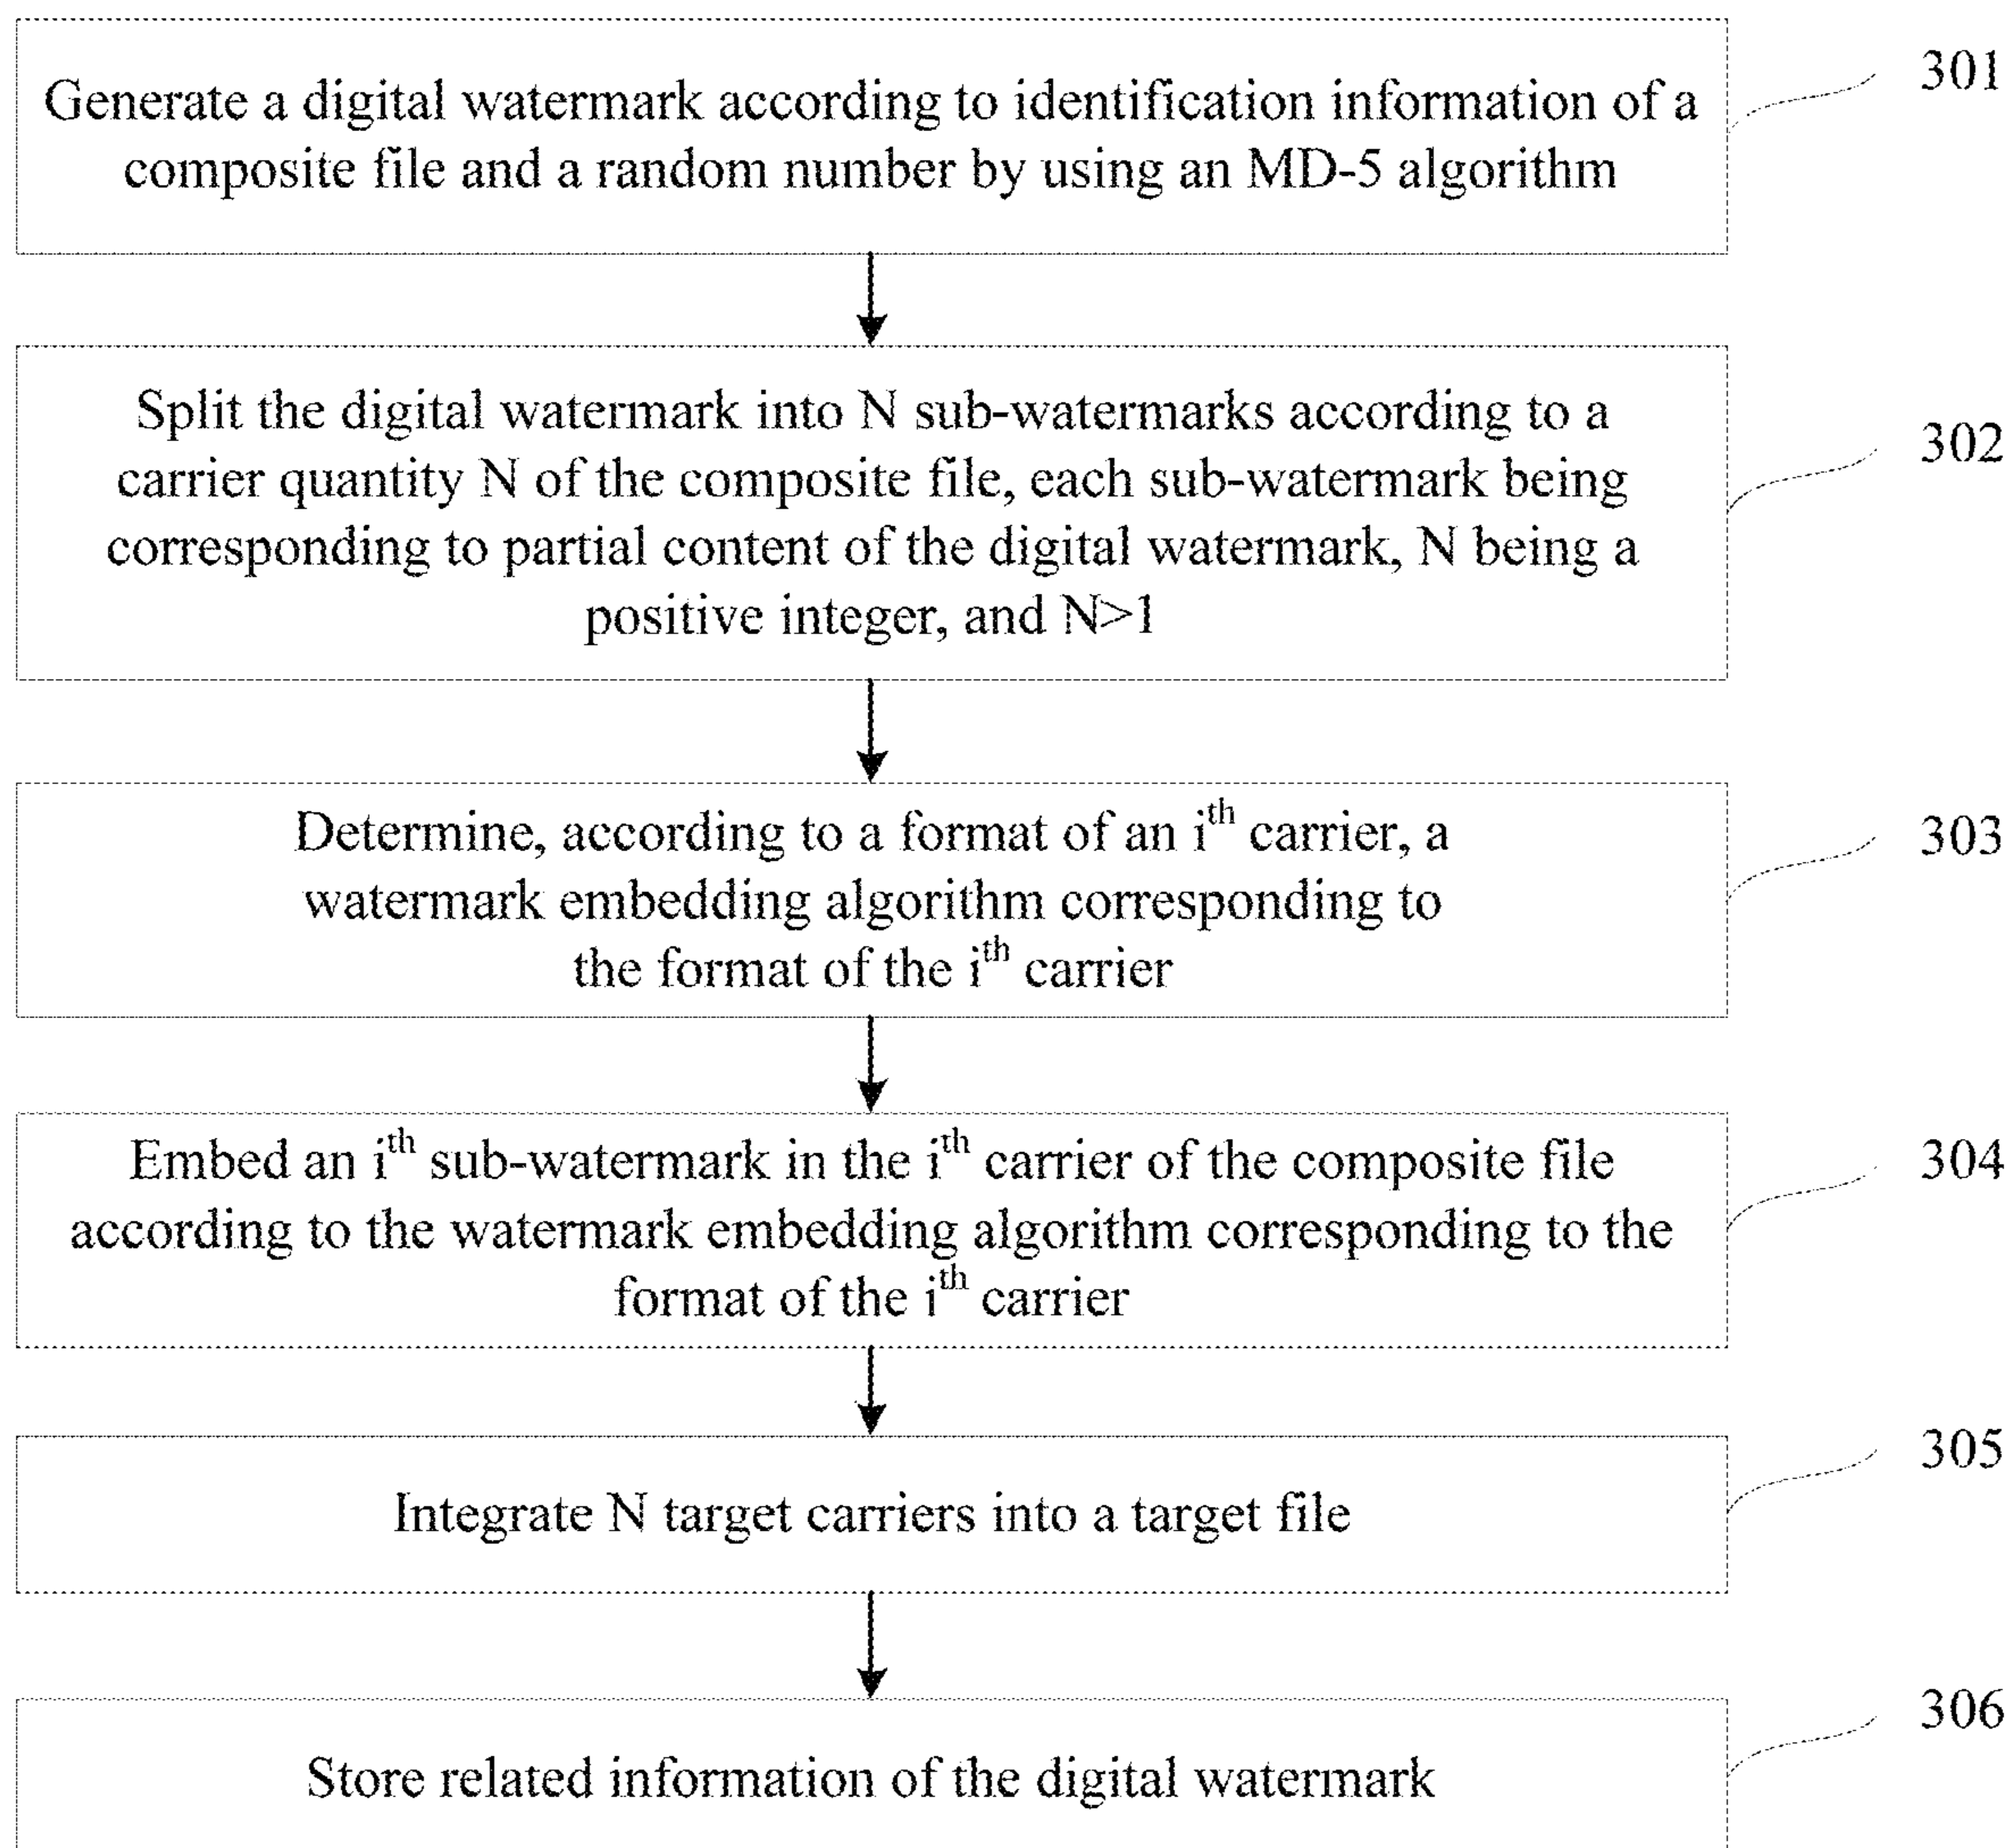 Generate a digital watermark according to identification information of a
composite file and a random number by using an MD-5 algorithm
301
Split the digital watermark into N sub-watermarks according to a
carrier quantity N of the composite file, each sub-watermark being
corresponding to partial content of the digital watermark, N being a
positive integer, and N>1
302
Determine, according to a format of an iᵗʰ carrier, a
watermark embedding algorithm corresponding to
the format of the iᵗʰ carrier
303
Embed an iᵗʰ sub-watermark in the iᵗʰ carrier of the composite file
according to the watermark embedding algorithm corresponding to the
format of the iᵗʰ carrier
304
Integrate N target carriers into a target file
305
Store related information of the digital watermark
306